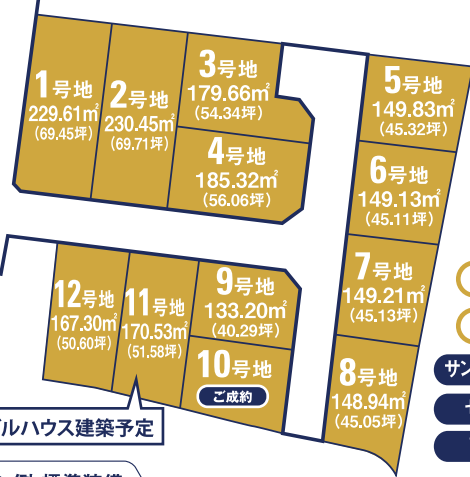 1号地
229.61㎡
(69.45坪)
2号地
230.45㎡
(69.71坪)
3号地
179.66㎡
(54.34坪)
4号地
185.32㎡
(56.06坪)
5号地
149.83㎡
(45.32坪)
6号地
149.13㎡
(45.11坪)
7号地
149.21㎡
(45.13坪)
8号地
148.94㎡
(45.05坪)
12号地
167.30㎡
(50.60坪)
11号地
170.53㎡
(51.58坪)
9号地
133.20㎡
(40.29坪)
10号地
ご成約
デルハウス建築予定
サン